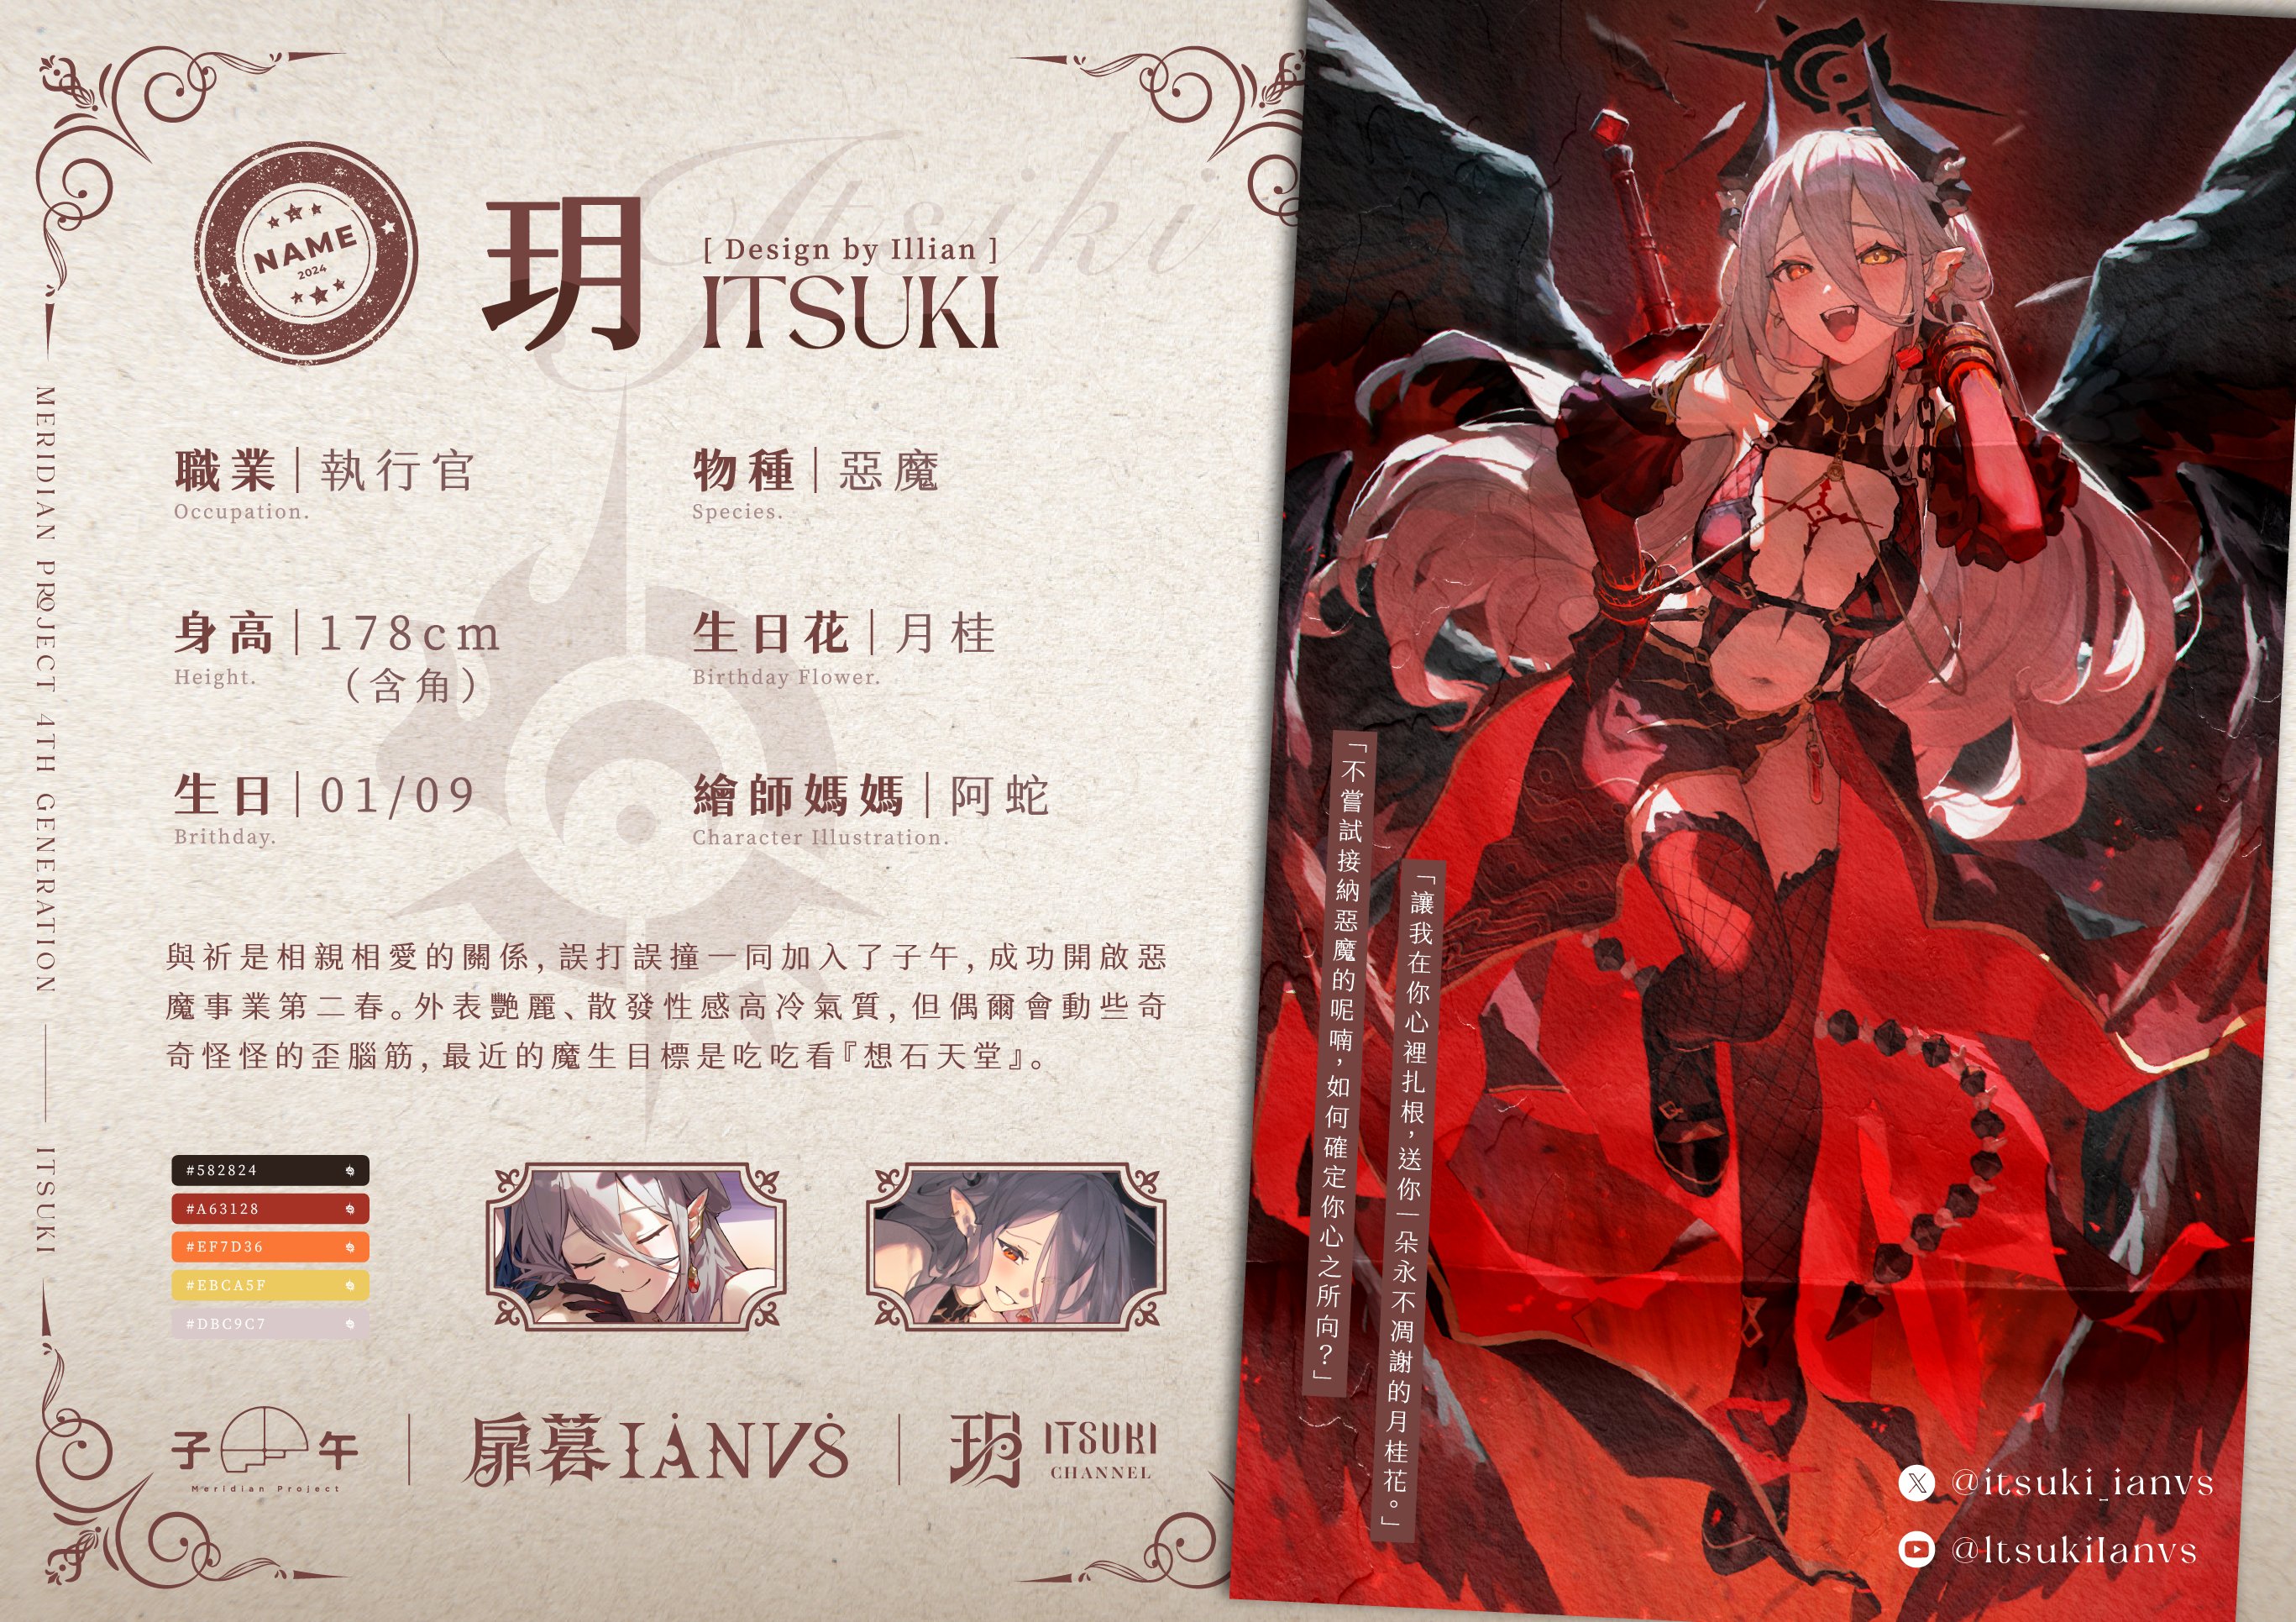 MERIDIAN PROJECT 4TH GENERATION
ITSUKI
NAME
2024
Itsuki
玥
[ Design by Illian ]
ITSUKI
職業|執行官
Occupation.
物種|惡魔
Species.
身高|178cm
(含角)
Height.
生日花|月桂
Birthday Flower.
生日|01/09
Brithday.
繪師媽媽|阿蛇
Character Illustration.
與祈是相親相愛的關係,誤打誤撞一同加入了子午,成功開啟惡
魔事業第二春。外表艷麗、散發性感高冷氣質,但偶爾會動些奇
奇怪怪的歪腦筋,最近的魔生目標是吃吃看『想石天堂』。
#582824
#A63128
#EF7D36
#EBCA5F
#DBC9C7
子午
Meridian Project
扉暮IANVS
玥 ITSUKI
CHANNEL
「不嘗試接納惡魔的呢喃,如何確定你心之所向?」
「讓我在你心裡扎根,送你一朵永不凋謝的月桂花。」
@itsuki_ianvs
@ItsukiIanvs